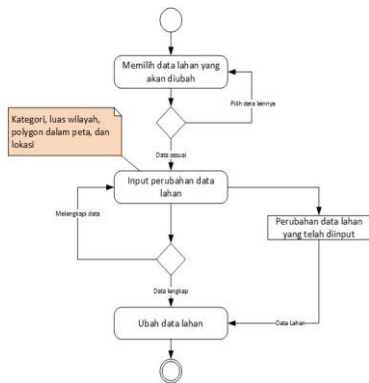 Memilih data lahan yang
akan diubah
Pilih data lainnya
Kategori, luas wilayah,
polygon dalam peta, dan
lokasi
Data sesuai
Input perubahan data
lahan
Melengkapi data
Perubahan data lahan
yang telah diinput
Data lengkap
Ubah data lahan
Data Lahan